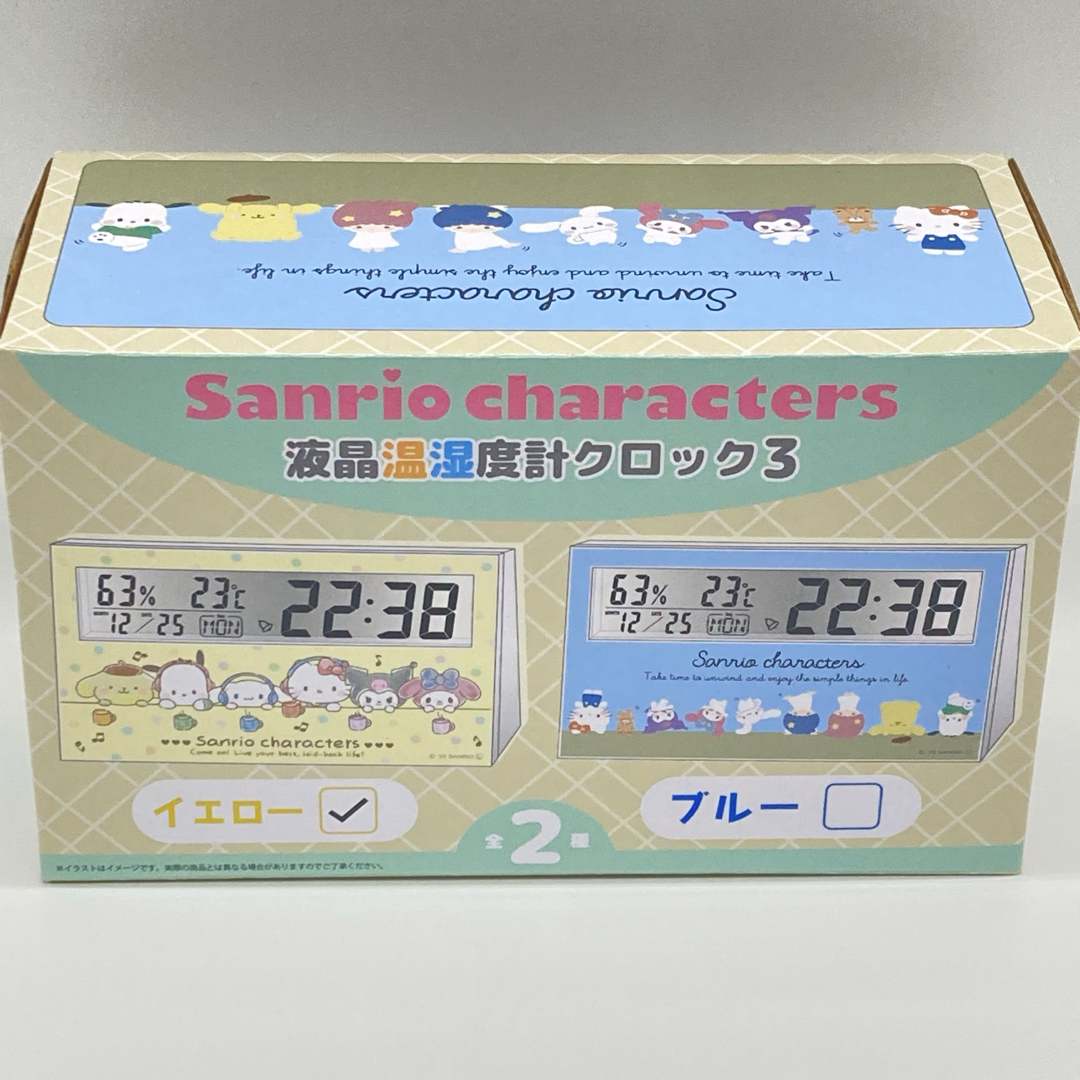 Take time to unwind and enjoy the simple things in life.
Sanrio characters
Sanrio characters
液晶温湿度計クロック3
63% 23℃ 22:38
12/25 MON
Sanrio characters
Come on! Live your best, laid-back life!
63% 23℃ 22:38
12/25 MON
Sanrio characters
Take time to unwind and enjoy the simple things in life.
イエロー
ブルー
全2種
※イラストはイメージです。実際の商品とは異なる場合がありますのでご了承ください。